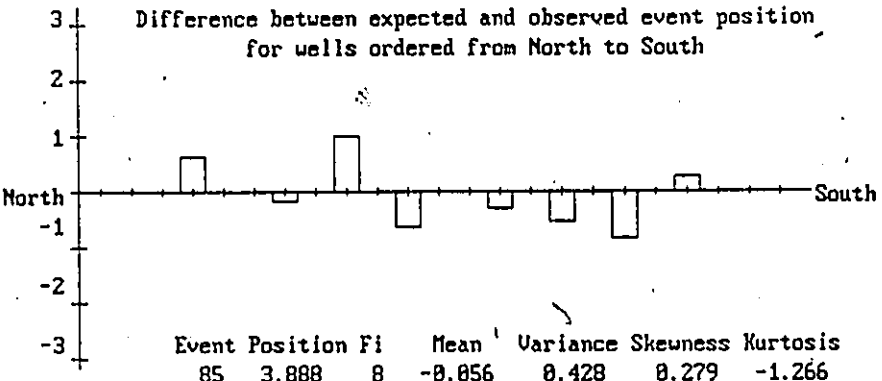 Difference between expected and observed event position
for wells ordered from North to South
3
2
1
North
South
-1
-2
-3
Event Position Fi Mean Variance Skewness Kurtosis
85 3.888 8 -0.056 0.428 0.279 -1.266